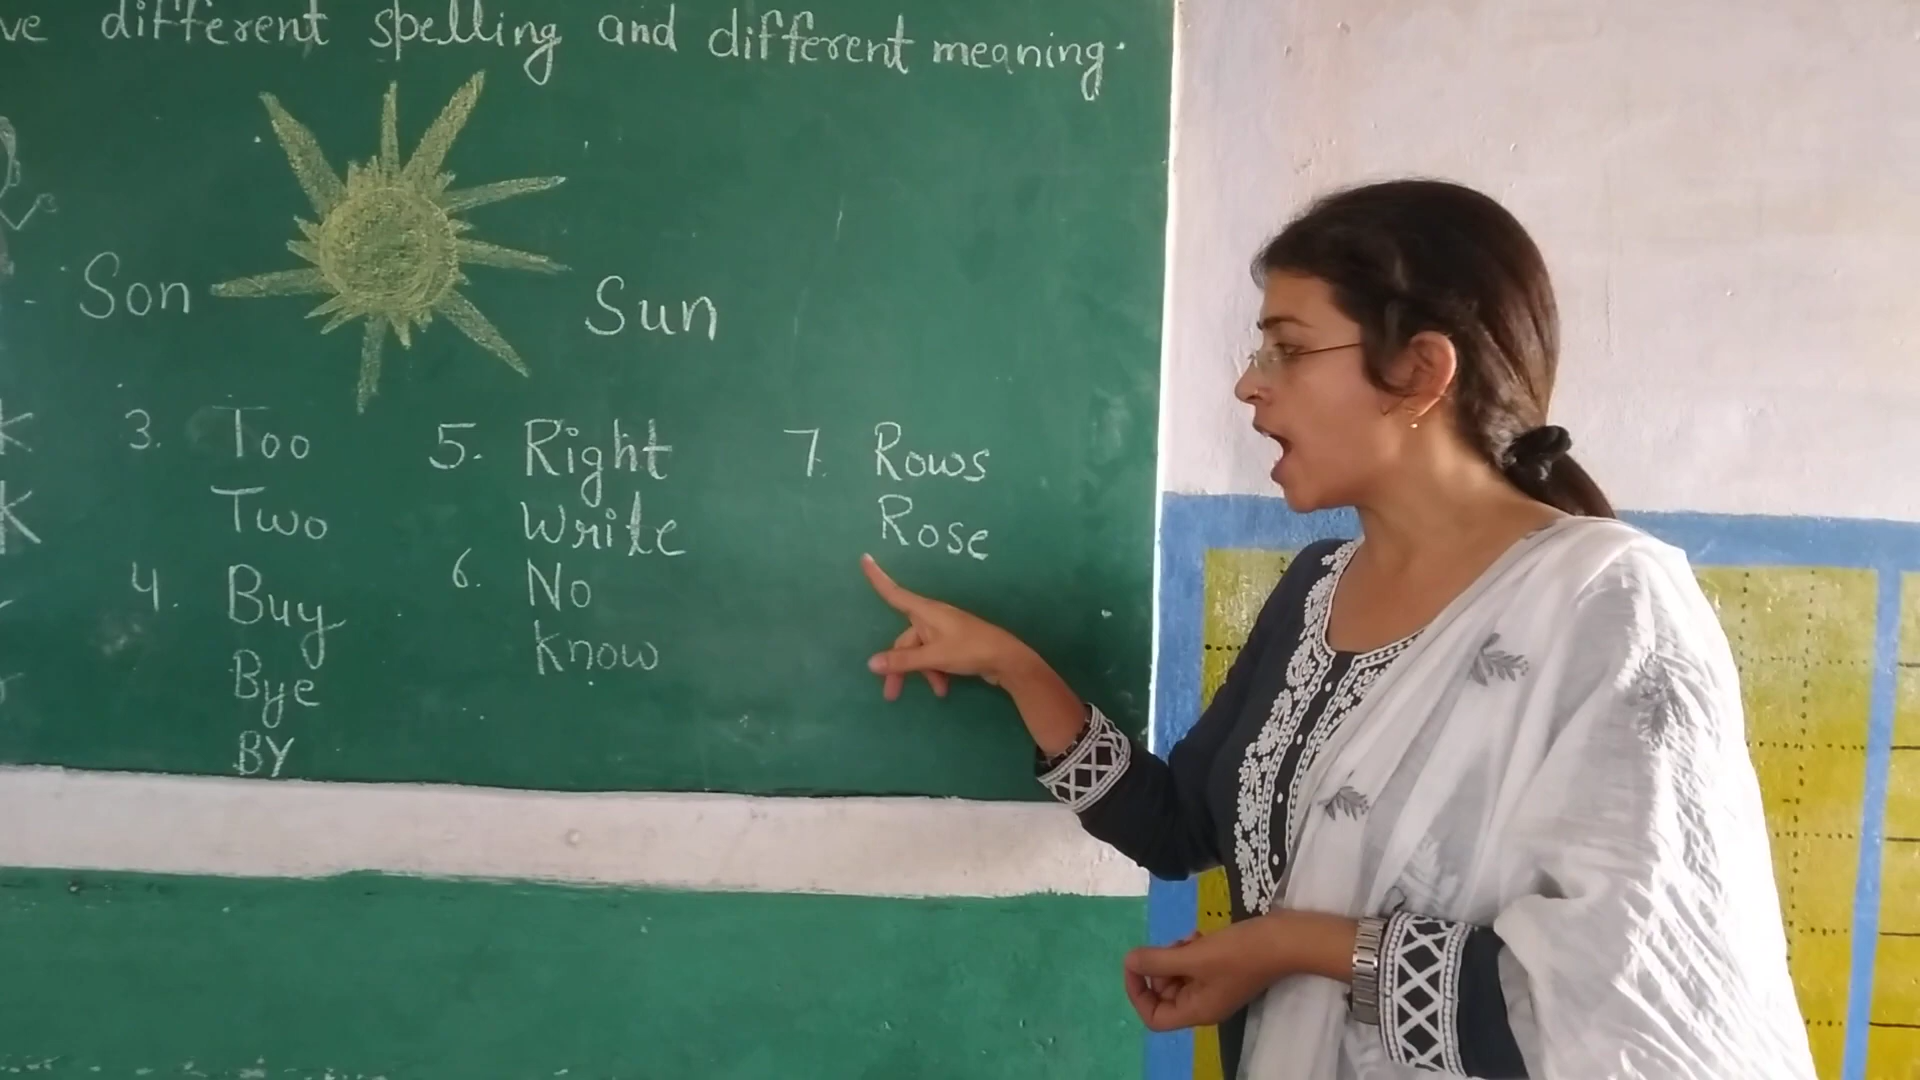 ve different spelling and different meaning.
Son Sun
3. Too
Two
4. Buy
Bye
BY
5. Right
Write
6. No
know
7. Rows
Rose